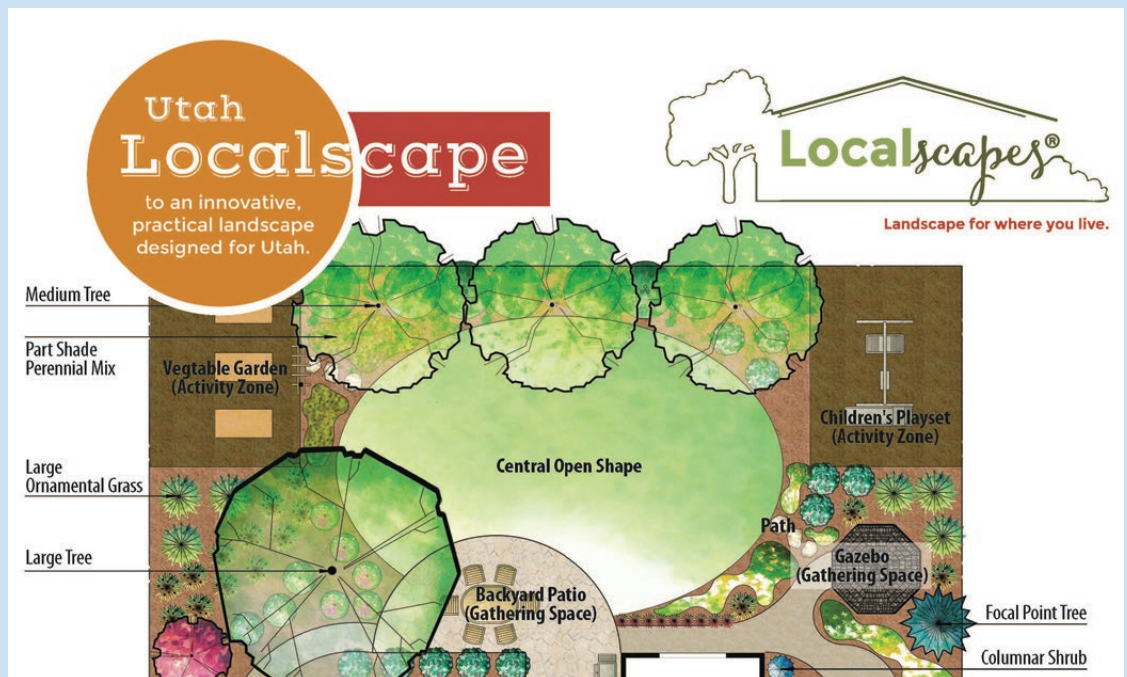 Utah
Localscape
to an innovative,
practical landscape
designed for Utah.
Localscapes®
Landscape for where you live.
Medium Tree
Part Shade
Perennial Mix
Vegtable Garden
(Activity Zone)
Children's Playset
(Activity Zone)
Central Open Shape
Large
Ornamental Grass
Path
Large Tree
Gazebo
(Gathering Space)
Backyard Patio
(Gathering Space)
Focal Point Tree
Columnar Shrub